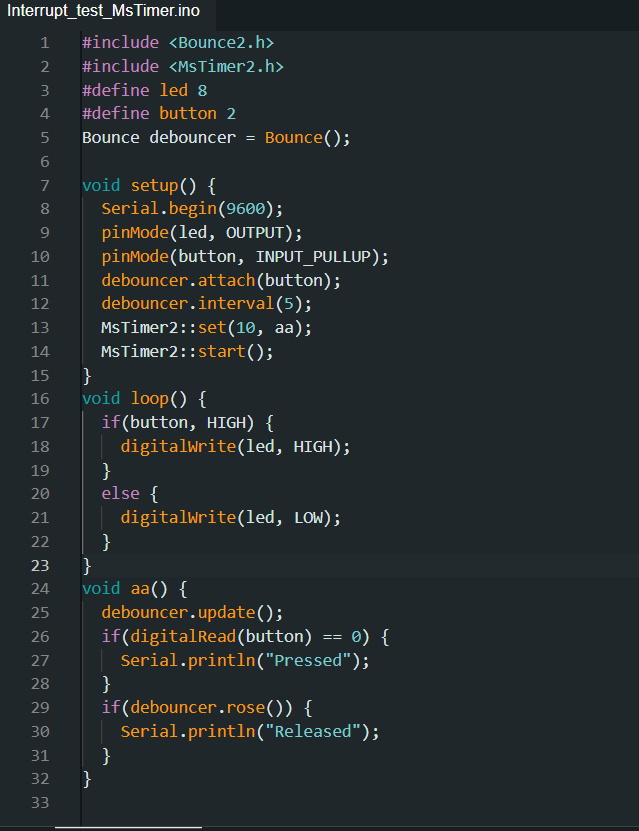 Interrupt_test_MsTimer.ino
1 #include <Bounce2.h>
2 #include <MsTimer2.h>
3 #define led 8
4 #define button 2
5 Bounce debouncer = Bounce();
6
7 void setup() {
8   Serial.begin(9600);
9   pinMode(led, OUTPUT);
10   pinMode(button, INPUT_PULLUP);
11   debouncer.attach(button);
12   debouncer.interval(5);
13   MsTimer2::set(10, aa);
14   MsTimer2::start();
15 }
16 void loop() {
17   if(button, HIGH) {
18     digitalWrite(led, HIGH);
19   }
20   else {
21     digitalWrite(led, LOW);
22   }
23 }
24 void aa() {
25   debouncer.update();
26   if(digitalRead(button) == 0) {
27     Serial.println("Pressed");
28   }
29   if(debouncer.rose()) {
30     Serial.println("Released");
31   }
32 }
33